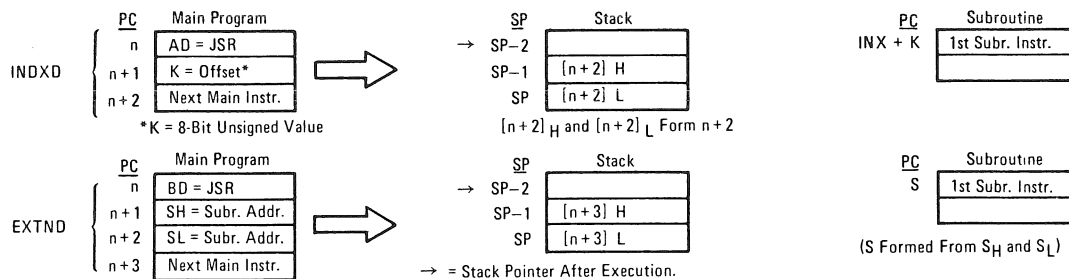 PC Main Program
n AD = JSR
INDXD n+1 K = Offset*
n+2 Next Main Instr.
*K = 8-Bit Unsigned Value
SP Stack
→ SP–2
SP–1 [n+2] H
SP [n+2] L
[n+2] H and [n+2] L Form n+2
PC Subroutine
INX + K 1st Subr. Instr.
PC Main Program
n BD = JSR
EXTND n+1 SH = Subr. Addr.
n+2 SL = Subr. Addr.
n+3 Next Main Instr.
SP Stack
→ SP–2
SP–1 [n+3] H
SP [n+3] L
→ = Stack Pointer After Execution.
PC Subroutine
S 1st Subr. Instr.
(S Formed From SH and SL)